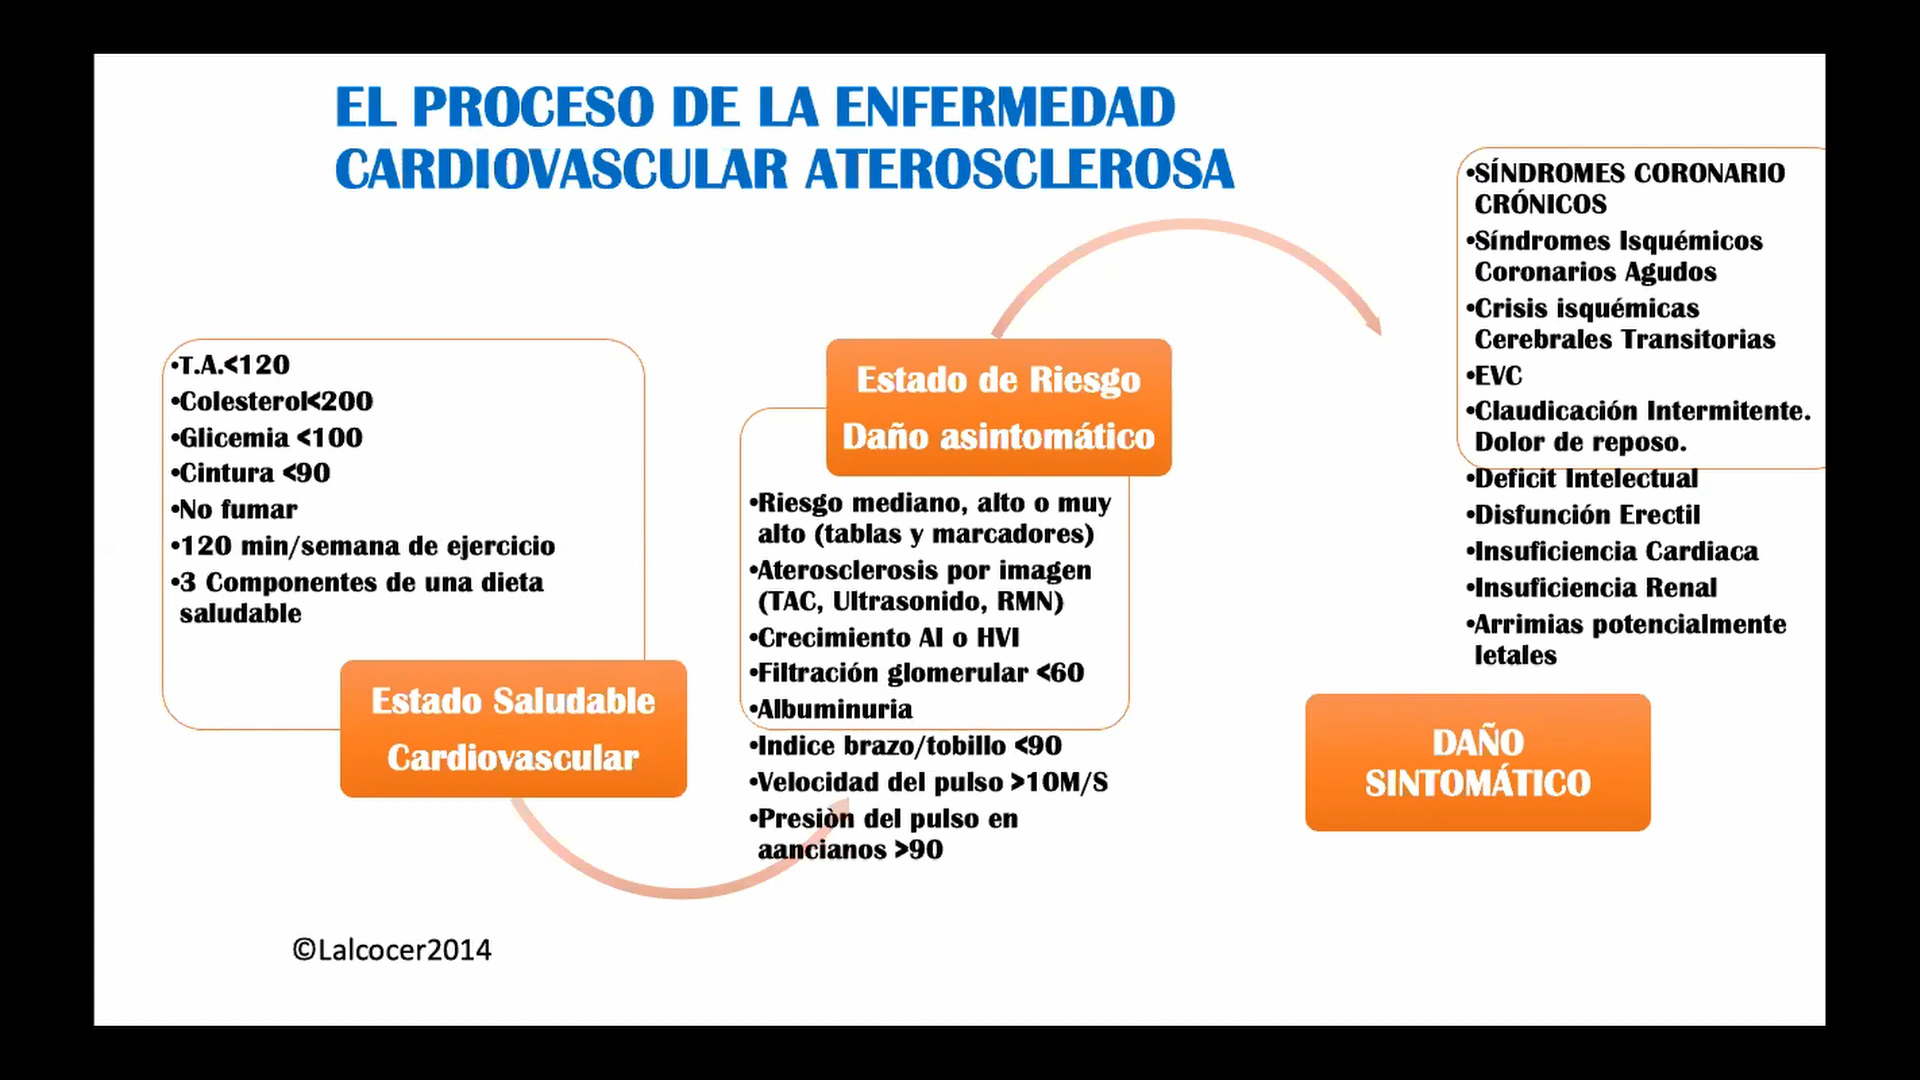 EL PROCESO DE LA ENFERMEDAD
CARDIOVASCULAR ATEROSCLEROSA
•T.A.<120
•Colesterol<200
•Glicemia <100
•Cintura <90
•No fumar
•120 min/semana de ejercicio
•3 Componentes de una dieta
saludable
Estado Saludable
Cardiovascular
Estado de Riesgo
Daño asintomático
•Riesgo mediano, alto o muy
alto (tablas y marcadores)
•Aterosclerosis por imagen
(TAC, Ultrasonido, RMN)
•Crecimiento AI o HVI
•Filtración glomerular <60
•Albuminuria
•Indice brazo/tobillo <90
•Velocidad del pulso >10M/S
•Presiòn del pulso en
aancianos >90
•SÍNDROMES CORONARIO
CRÓNICOS
•Síndromes Isquémicos
Coronarios Agudos
•Crisis isquémicas
Cerebrales Transitorias
•EVC
•Claudicación Intermitente.
Dolor de reposo.
•Deficit Intelectual
•Disfunción Erectil
•Insuficiencia Cardiaca
•Insuficiencia Renal
•Arrimias potencialmente
letales
DAÑO
SINTOMÁTICO
©Lalcocer2014